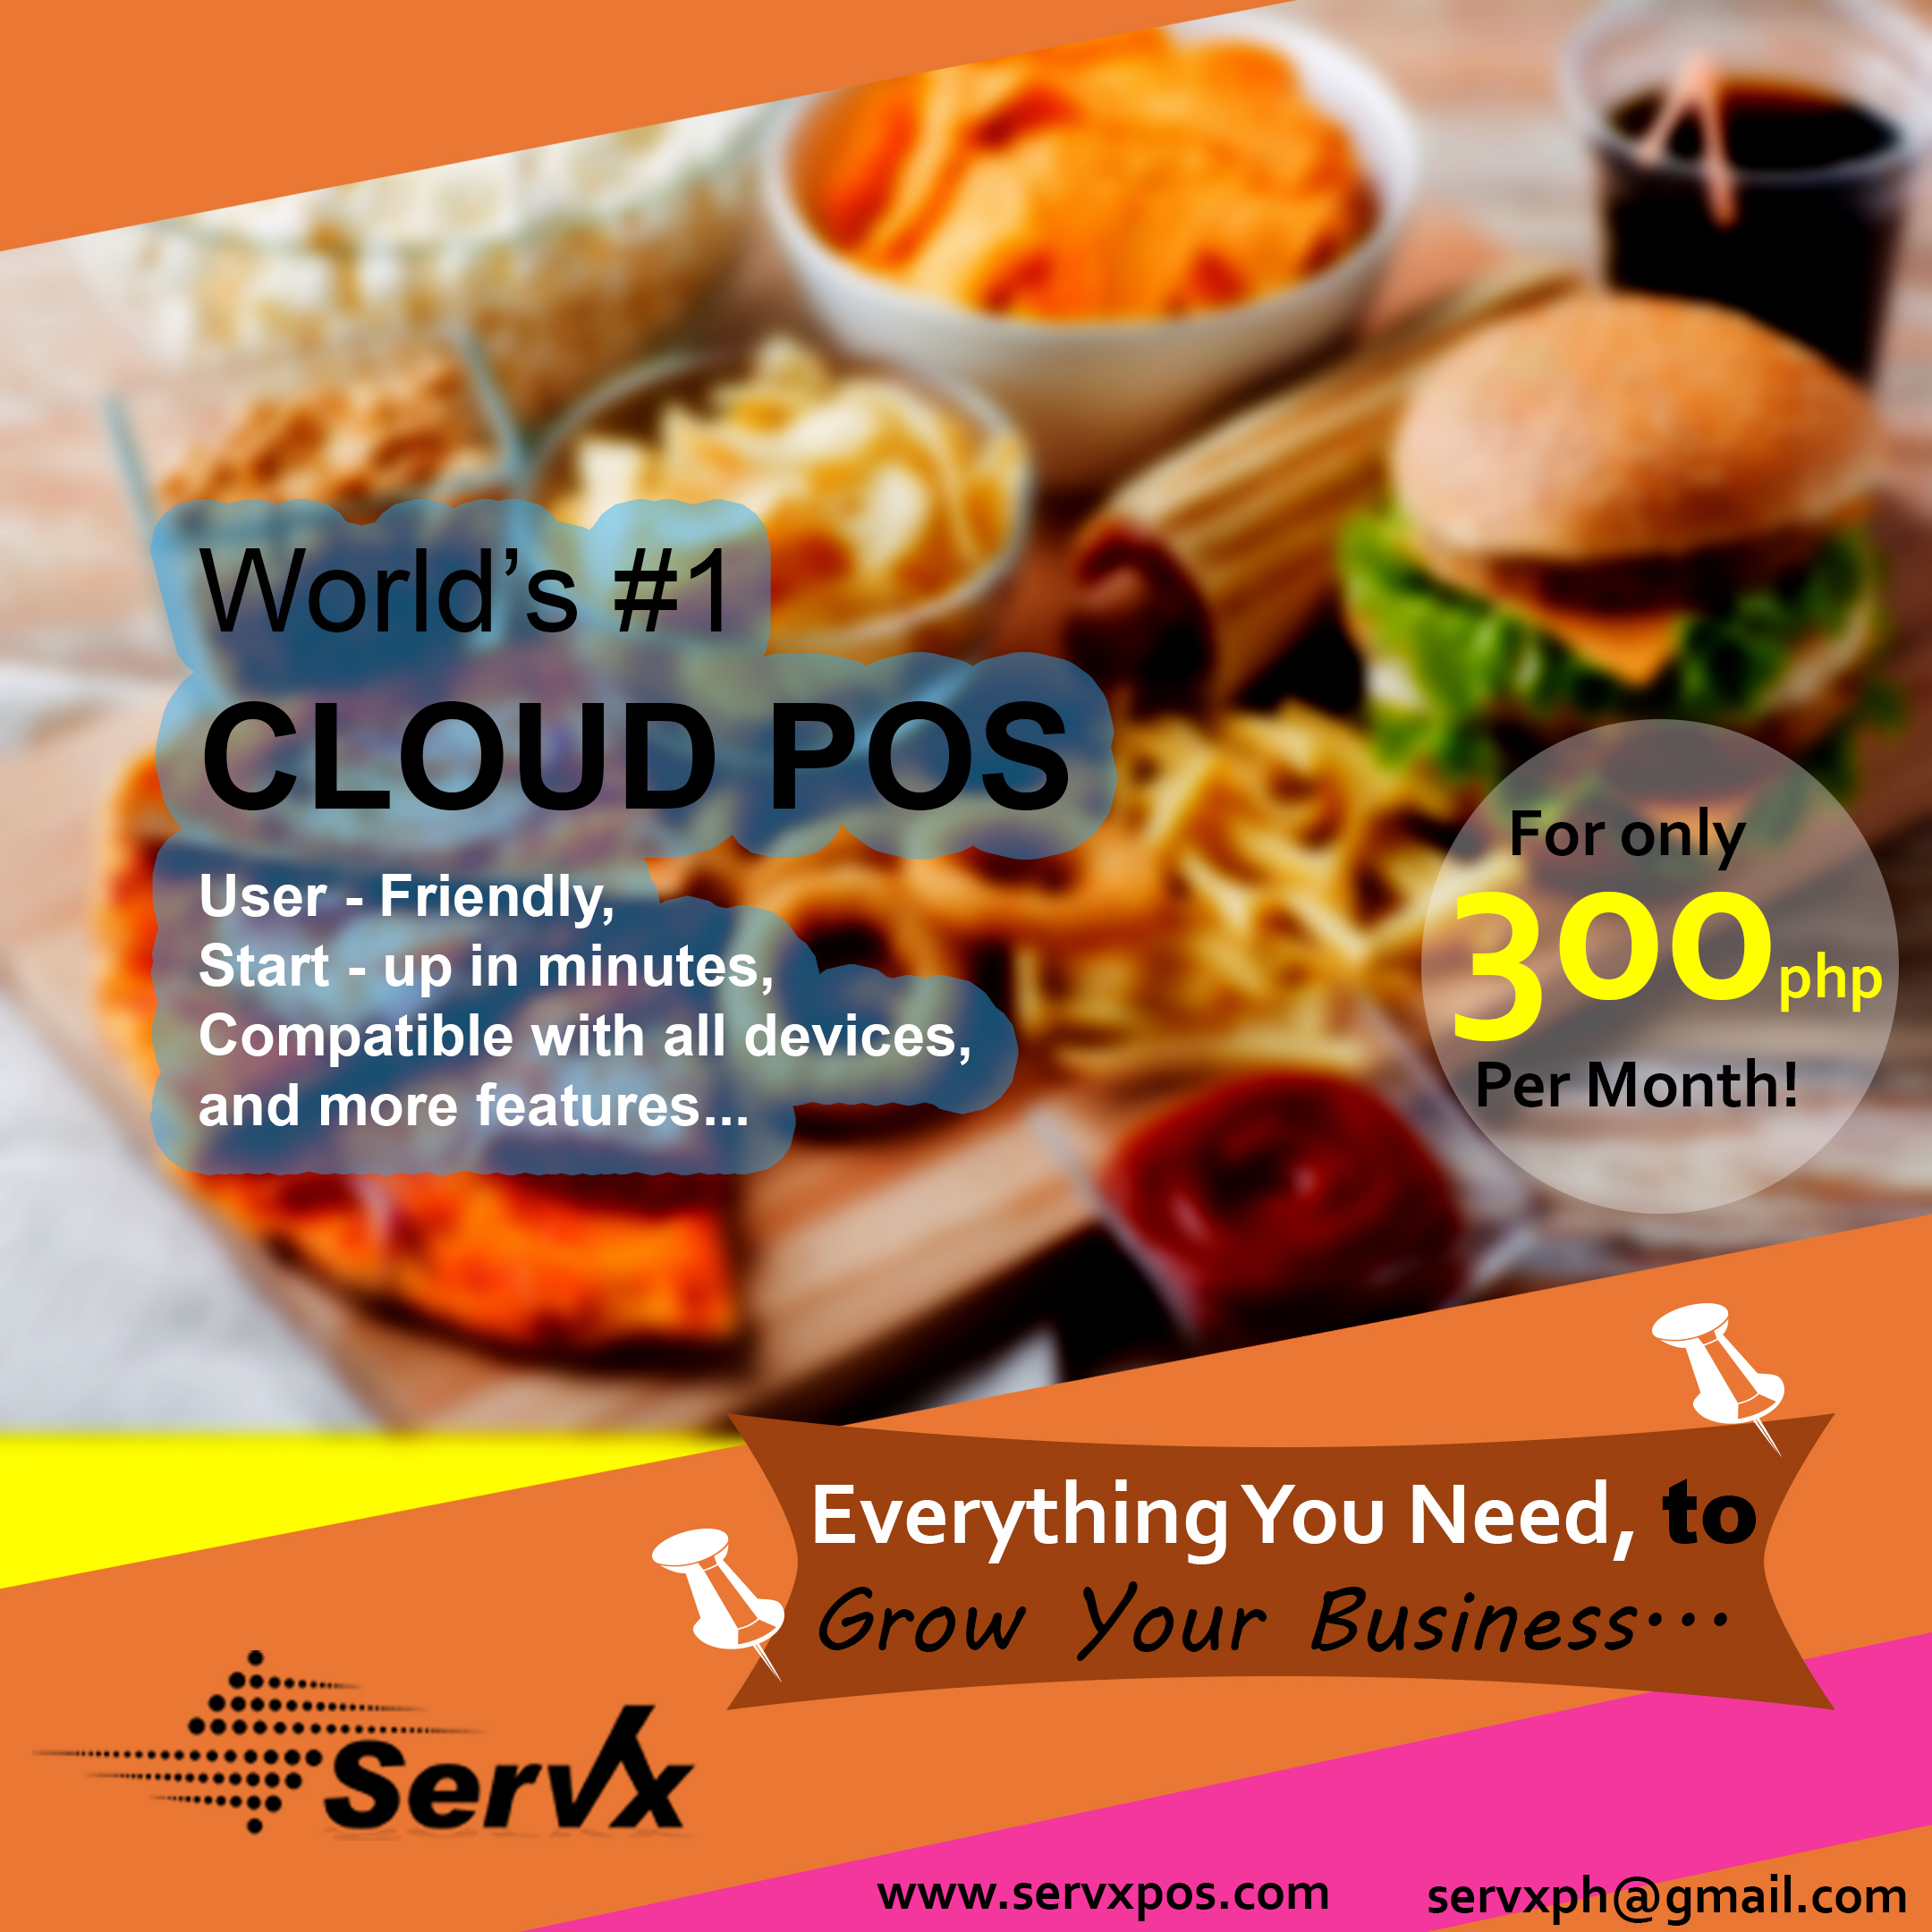 World’s #1
CLOUD POS
User - Friendly,
Start - up in minutes,
Compatible with all devices,
and more features...
For only
300php
Per Month!
Everything You Need, to
Grow Your Business...
Servx
www.servxpos.com
servxph@gmail.com